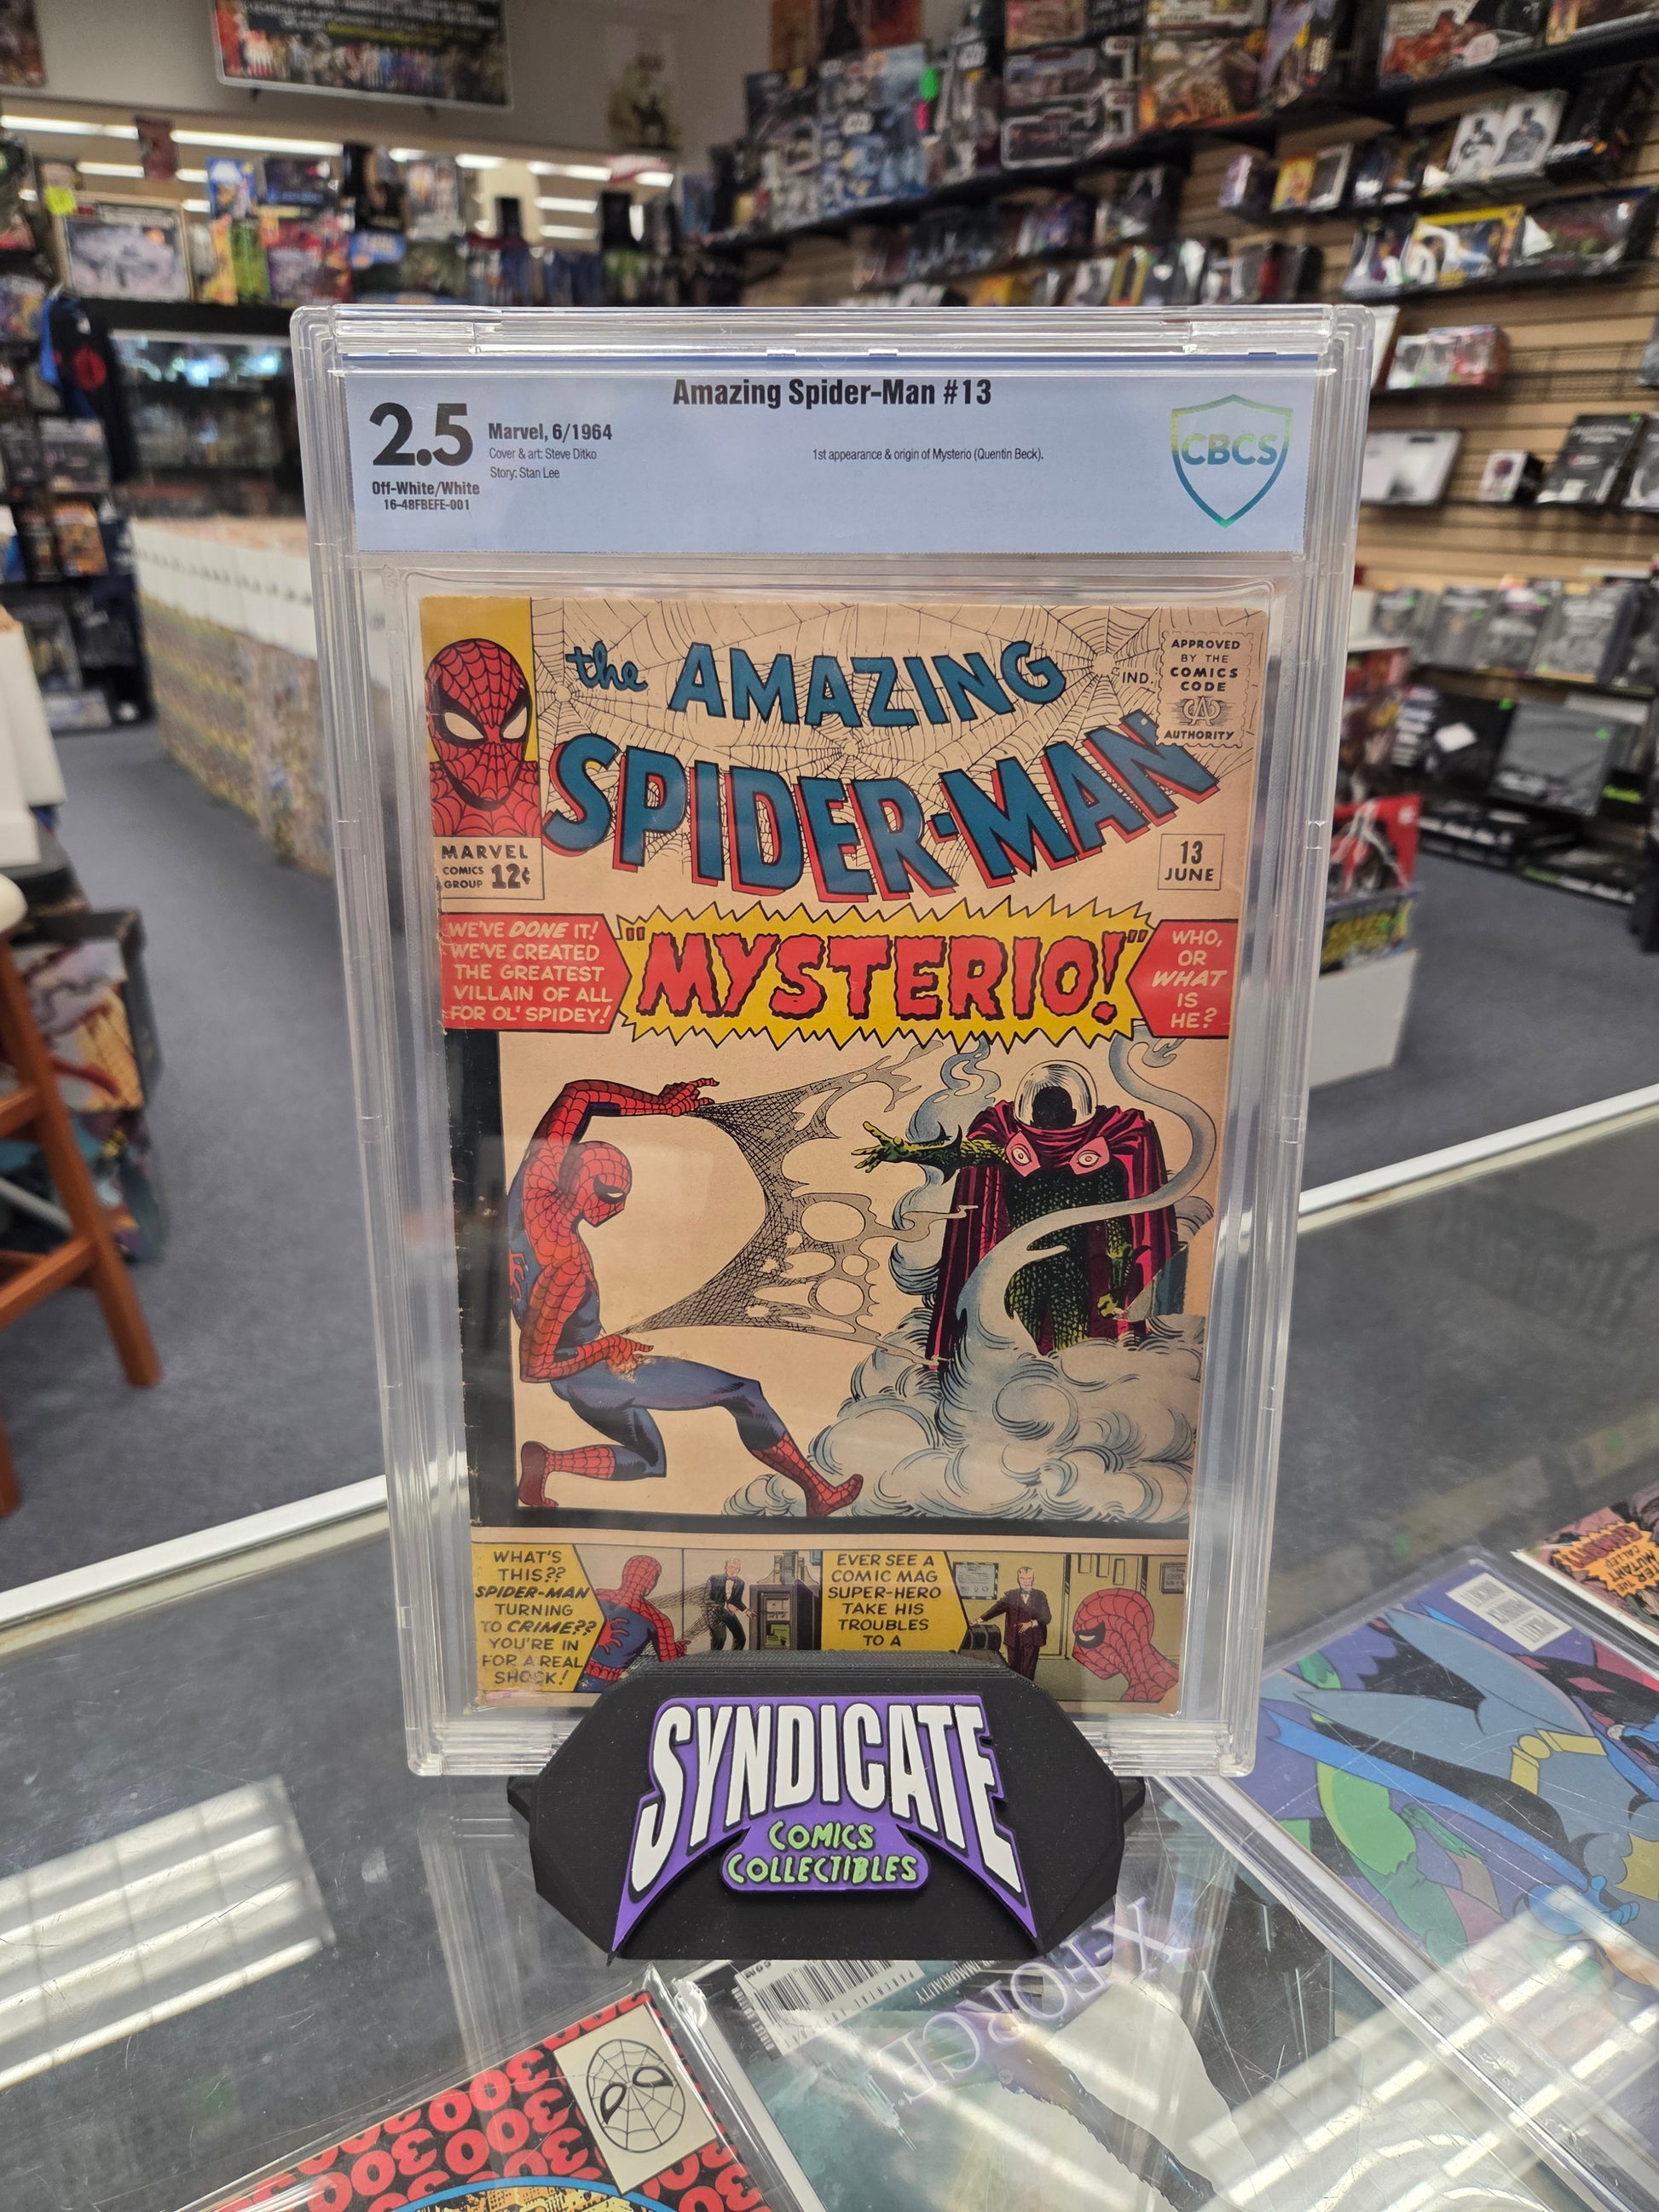 Amazing Spider-Man #13
2.5
Marvel, 6/1964
Cover & art: Steve Ditko
Story: Stan Lee
1st appearance & origin of Mysterio (Quentin Beck).
Off-White/White
16-48FBEFE-001
CBCS
the AMAZING
SPIDER-MAN
IND.
APPROVED
BY THE
COMICS
CODE
AUTHORITY
MARVEL
COMICS
GROUP 12¢
13
JUNE
WE'VE DONE IT!
WE'VE CREATED
THE GREATEST
VILLAIN OF ALL
FOR OL' SPIDEY!
"MYSTERIO!"
WHO,
OR
WHAT
IS
HE?
WHAT'S
THIS??
SPIDER-MAN
TURNING
TO CRIME??
YOU'RE IN
FOR A REAL
SHOCK!
EVER SEE A
COMIC MAG
SUPER-HERO
TAKE HIS
TROUBLES
TO A
SYNDICATE
COMICS
COLLECTIBLES
X-FORCE